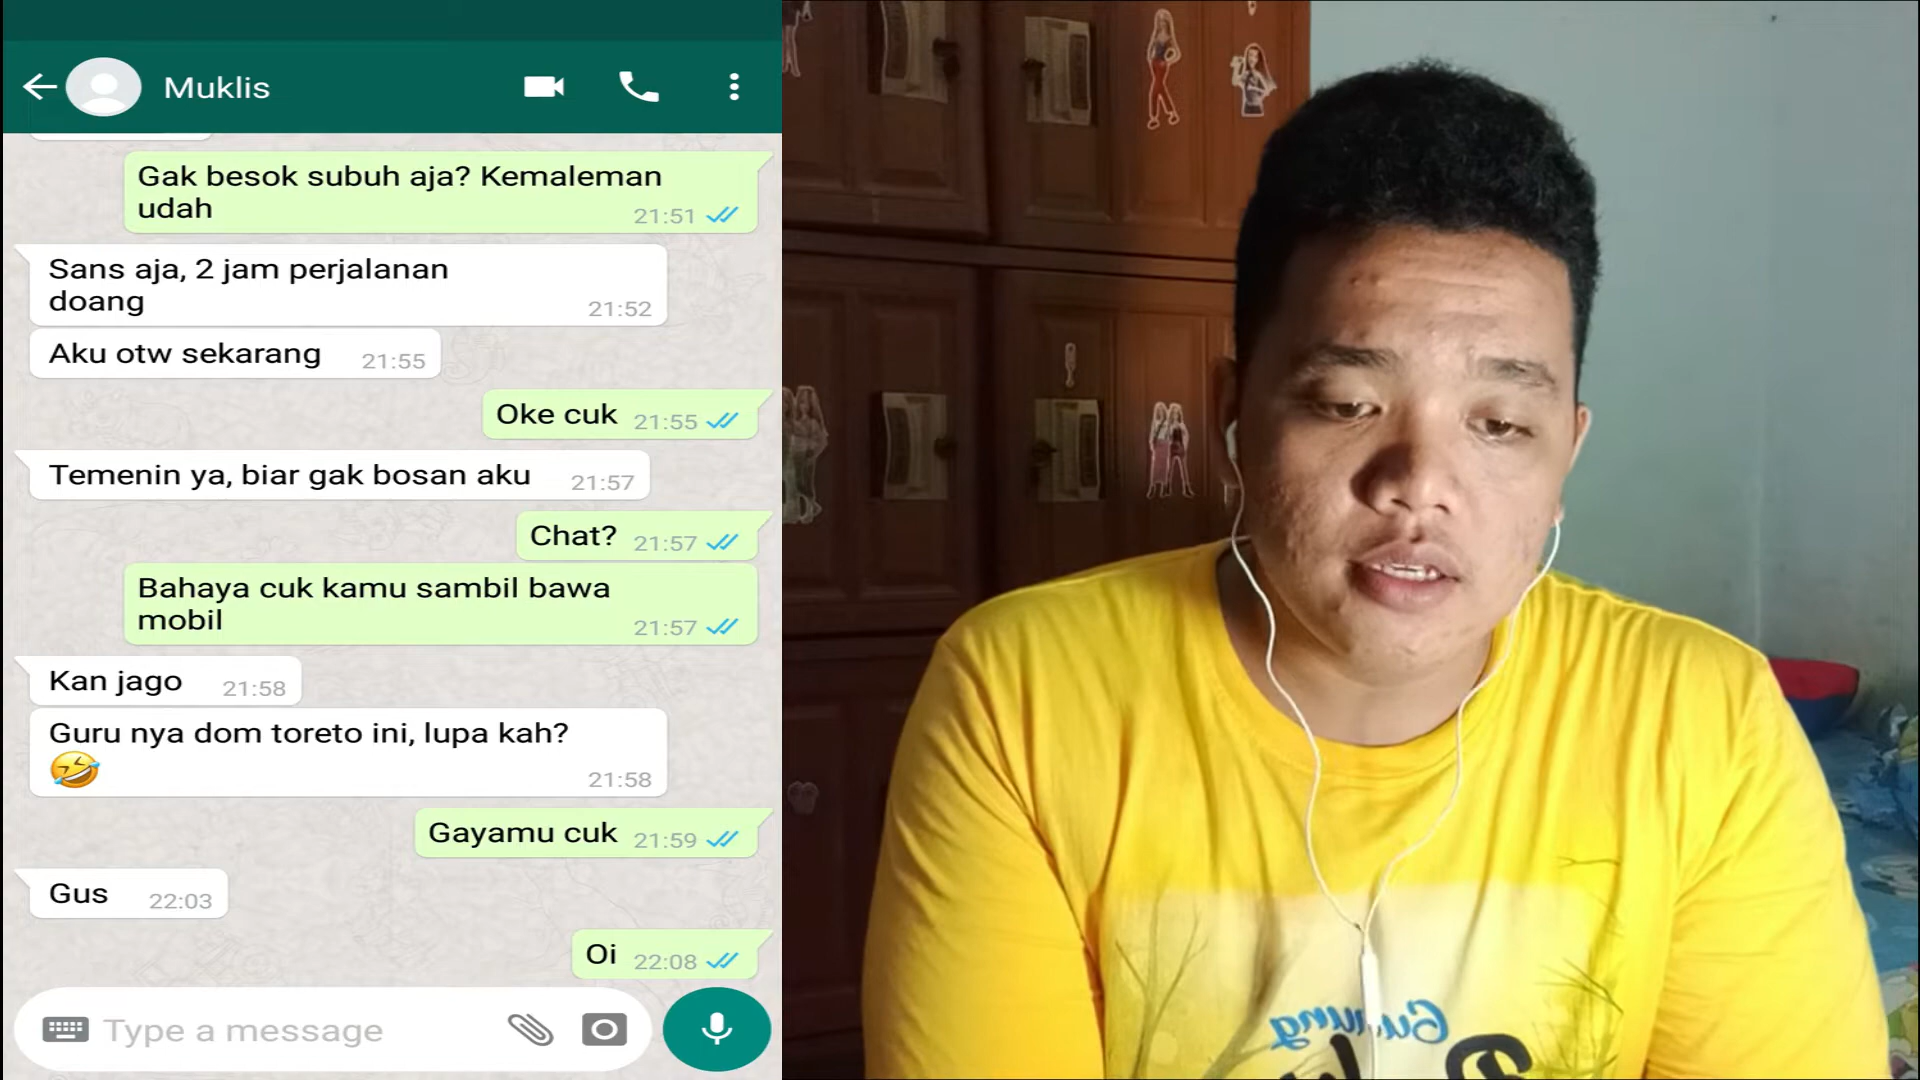 Muklis
Gak besok subuh aja? Kemaleman
udah
21:51
Sans aja, 2 jam perjalanan
doang
21:52
Aku otw sekarang 21:55
Oke cuk 21:55
Temenin ya, biar gak bosan aku 21:57
Chat? 21:57
Bahaya cuk kamu sambil bawa
mobil
21:57
Kan jago 21:58
Guru nya dom toreto ini, lupa kah?
🤣
21:58
Gayamu cuk 21:59
Gus 22:03
Oi 22:08
Type a message